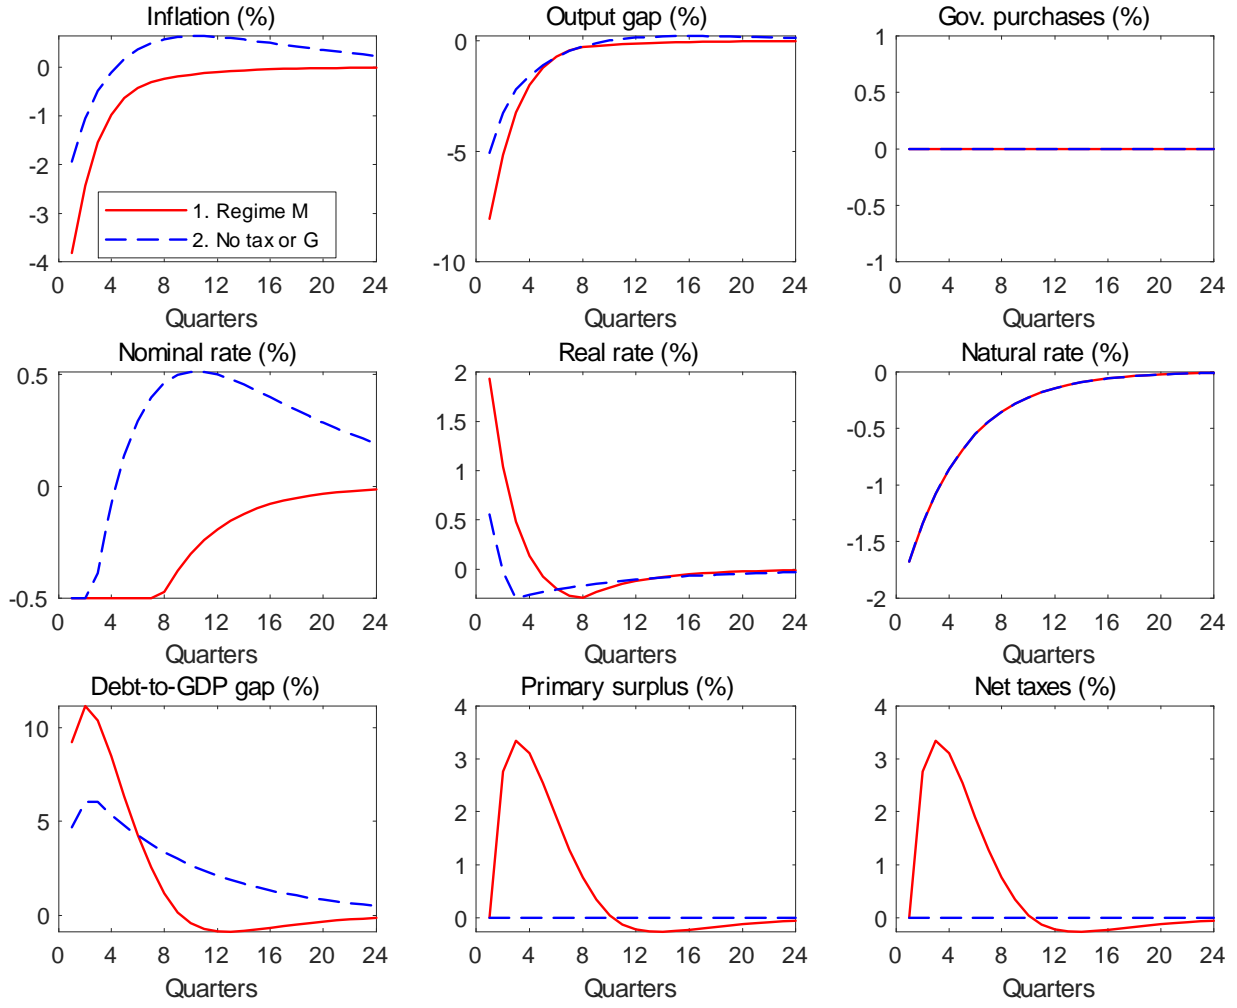 Inflation (%)
0
-1
-2
-3
-4
0 4 8 12 16 20 24
Quarters
1. Regime M
2. No tax or G
Output gap (%)
0
-5
-10
0 4 8 12 16 20 24
Quarters
Gov. purchases (%)
1
0.5
0
-0.5
-1
0 4 8 12 16 20 24
Quarters
Nominal rate (%)
0.5
0
-0.5
0 4 8 12 16 20 24
Quarters
Real rate (%)
2
1.5
1
0.5
0
0 4 8 12 16 20 24
Quarters
Natural rate (%)
0
-0.5
-1
-1.5
-2
0 4 8 12 16 20 24
Quarters
Debt-to-GDP gap (%)
10
5
0
0 4 8 12 16 20 24
Quarters
Primary surplus (%)
4
3
2
1
0
0 4 8 12 16 20 24
Quarters
Net taxes (%)
4
3
2
1
0
0 4 8 12 16 20 24
Quarters